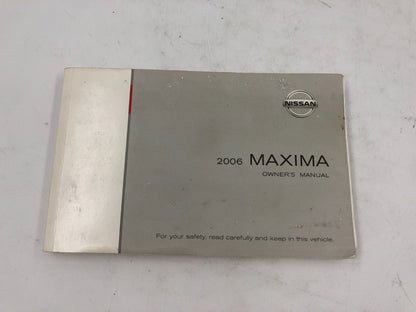 NISSAN
2006 MAXIMA
OWNER'S MANUAL
For your safety, read carefully and keep in this vehicle.